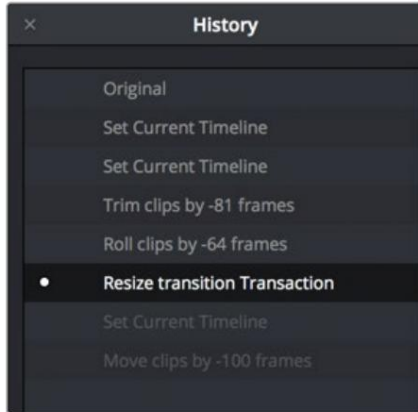 History
Original
Set Current Timeline
Set Current Timeline
Trim clips by -81 frames
Roll clips by -64 frames
Resize transition Transaction
Set Current Timeline
Move clips by -100 frames